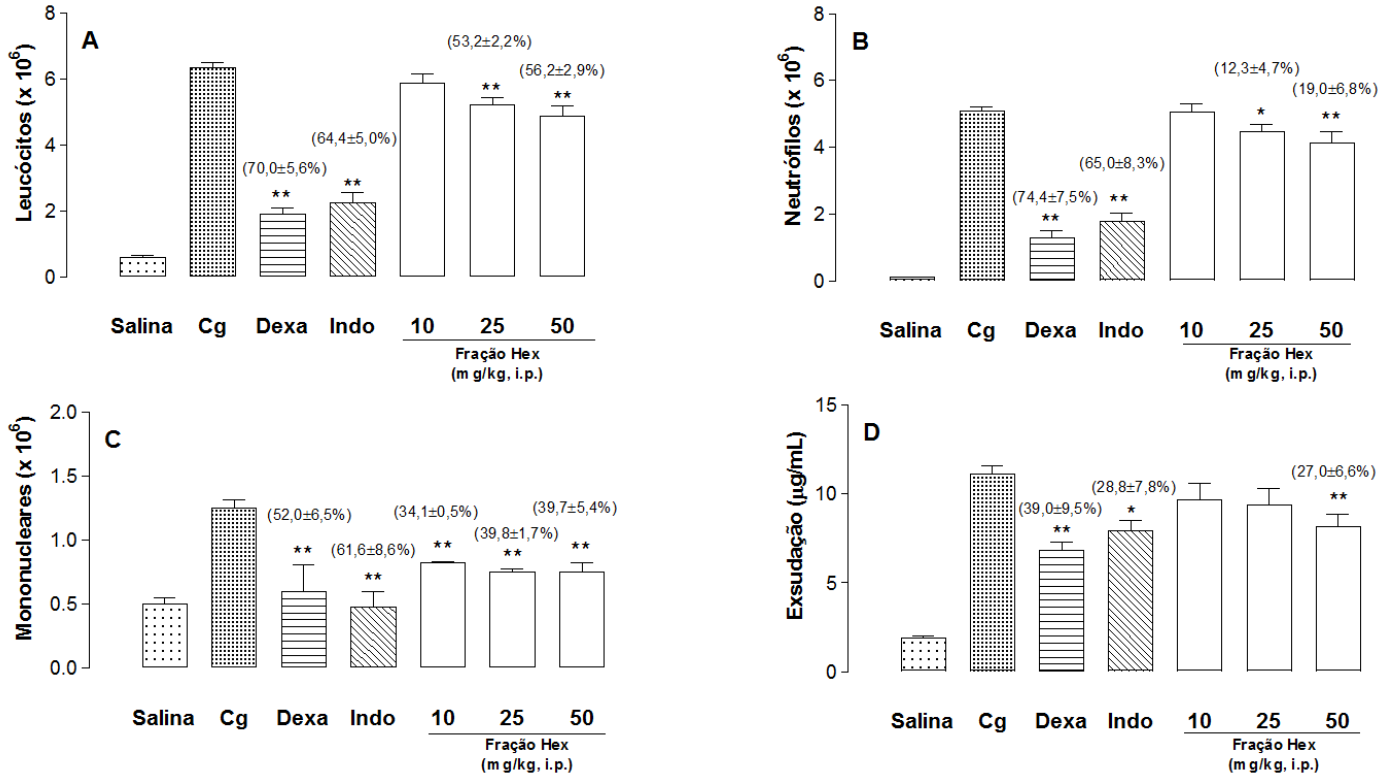 A
Leucócitos (x 10⁶)
8
6
4
2
0
(70,0±5,6%)
**
(64,4±5,0%)
**
(53,2±2,2%)
**
(56,2±2,9%)
**
Salina Cg Dexa Indo 10 25 50
Fração Hex
(mg/kg, i.p.)
B
Neutrófilos (x 10⁶)
8
6
4
2
0
(74,4±7,5%)
**
(65,0±8,3%)
**
(12,3±4,7%)
*
(19,0±6,8%)
**
Salina Cg Dexa Indo 10 25 50
Fração Hex
(mg/kg, i.p.)
C
Mononucleares (x 10⁶)
2.0
1.5
1.0
0.5
0.0
(52,0±6,5%)
**
(61,6±8,6%)
**
(34,1±0,5%)
**
(39,8±1,7%)
**
(39,7±5,4%)
**
Salina Cg Dexa Indo 10 25 50
Fração Hex
(mg/kg, i.p.)
D
Exsudação (µg/mL)
15
10
5
0
(39,0±9,5%)
**
(28,8±7,8%)
*
(27,0±6,6%)
**
Salina Cg Dexa Indo 10 25 50
Fração Hex
(mg/kg, i.p.)